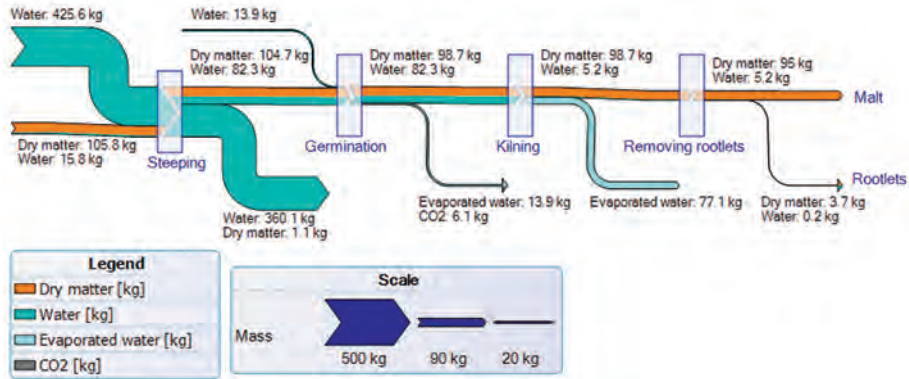 Water: 425.6 kg
Water: 13.9 kg
Dry matter: 104.7 kg
Water: 82.3 kg
Dry matter: 98.7 kg
Water: 82.3 kg
Dry matter: 98.7 kg
Water: 5.2 kg
Dry matter: 95 kg
Water: 5.2 kg
Malt
Dry matter: 105.8 kg
Water: 15.8 kg
Steeping
Germination
Kilning
Removing rootlets
Rootlets
Water: 360.1 kg
Dry matter: 1.1 kg
Evaporated water: 13.9 kg
CO2: 6.1 kg
Evaporated water: 77.1 kg
Dry matter: 3.7 kg
Water: 0.2 kg
Legend
Dry matter [kg]
Water [kg]
Evaporated water [kg]
CO2 [kg]
Scale
Mass
500 kg
90 kg
20 kg